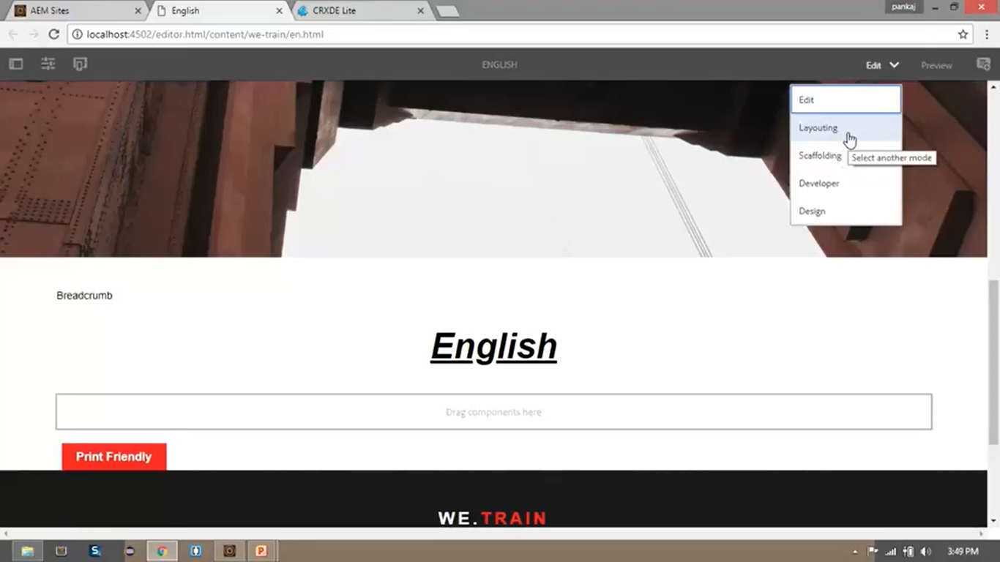 AEM Sites
English
CRXDE Lite
pankaj
localhost:4502/editor.html/content/we-train/en.html
ENGLISH
Edit
Preview
Edit
Layouting
Scaffolding
Select another mode
Developer
Design
Breadcrumb
English
Drag components here
Print Friendly
WE.TRAIN
3:49 PM